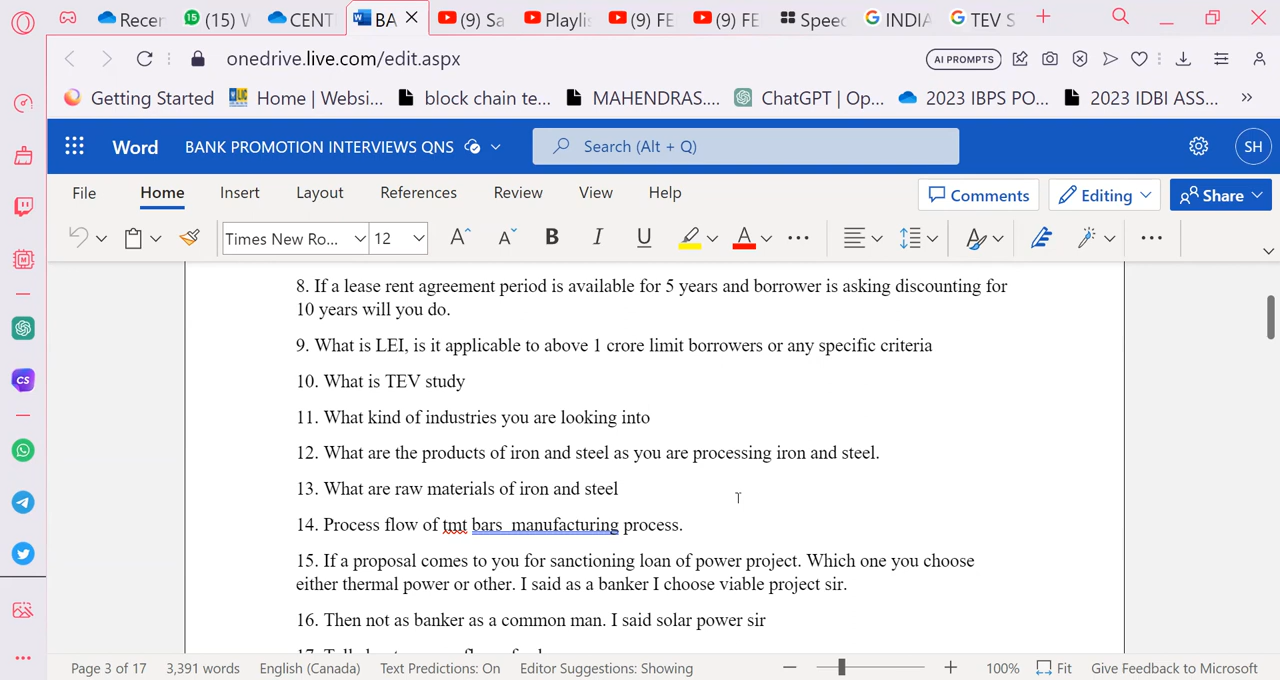 Recen
(15) W
CENT
BA
(9) Sa
Playlis
(9) FE
(9) FE
Speed
INDIA
TEV S
onedrive.live.com/edit.aspx
AI PROMPTS
Getting Started
Home | Websi...
block chain te...
MAHENDRAS....
ChatGPT | Op...
2023 IBPS PO...
2023 IDBI ASS...
Word
BANK PROMOTION INTERVIEWS QNS
Search (Alt + Q)
SH
File
Home
Insert
Layout
References
Review
View
Help
Comments
Editing
Share
Times New Ro...
12
8. If a lease rent agreement period is available for 5 years and borrower is asking discounting for
10 years will you do.
9. What is LEI, is it applicable to above 1 crore limit borrowers or any specific criteria
10. What is TEV study
11. What kind of industries you are looking into
12. What are the products of iron and steel as you are processing iron and steel.
13. What are raw materials of iron and steel
14. Process flow of tmt bars  manufacturing process.
15. If a proposal comes to you for sanctioning loan of power project. Which one you choose
either thermal power or other. I said as a banker I choose viable project sir.
16. Then not as banker as a common man. I said solar power sir
Page 3 of 17
3,391 words
English (Canada)
Text Predictions: On
Editor Suggestions: Showing
100%
Fit
Give Feedback to Microsoft